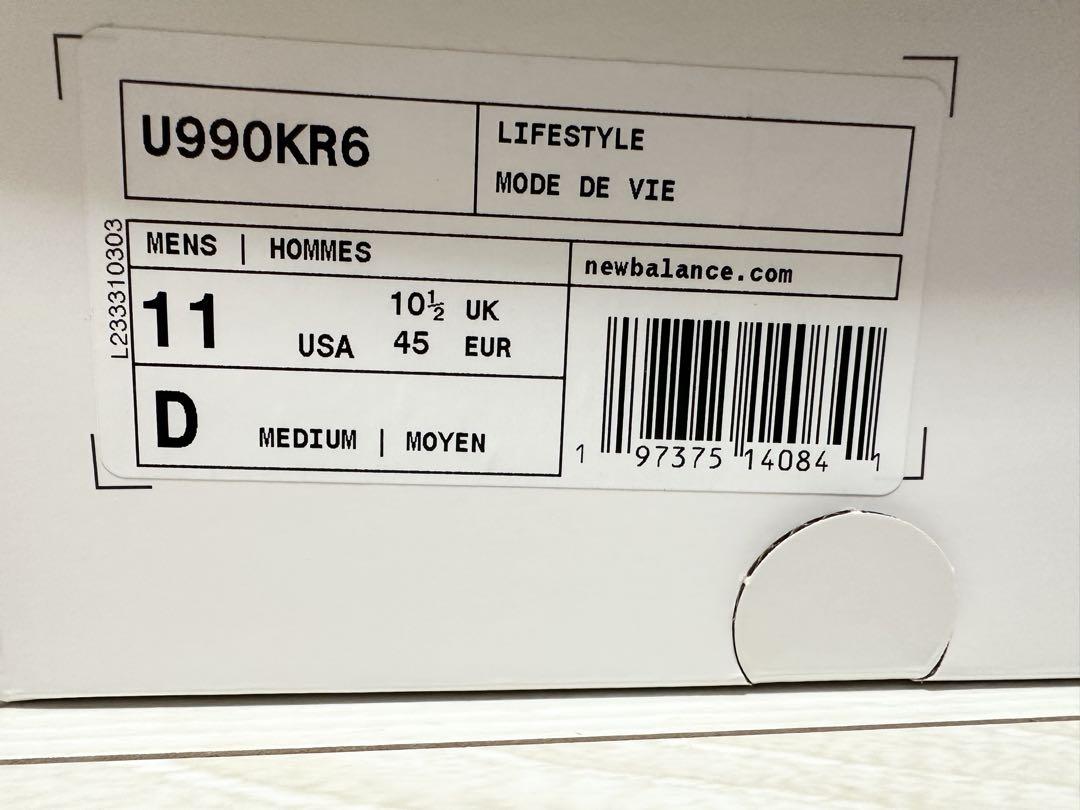 U990KR6
LIFESTYLE
MODE DE VIE
L233310303
MENS | HOMMES
newbalance.com
11 USA
10½ UK
45 EUR
D MEDIUM | MOYEN
1 97375 14084 1